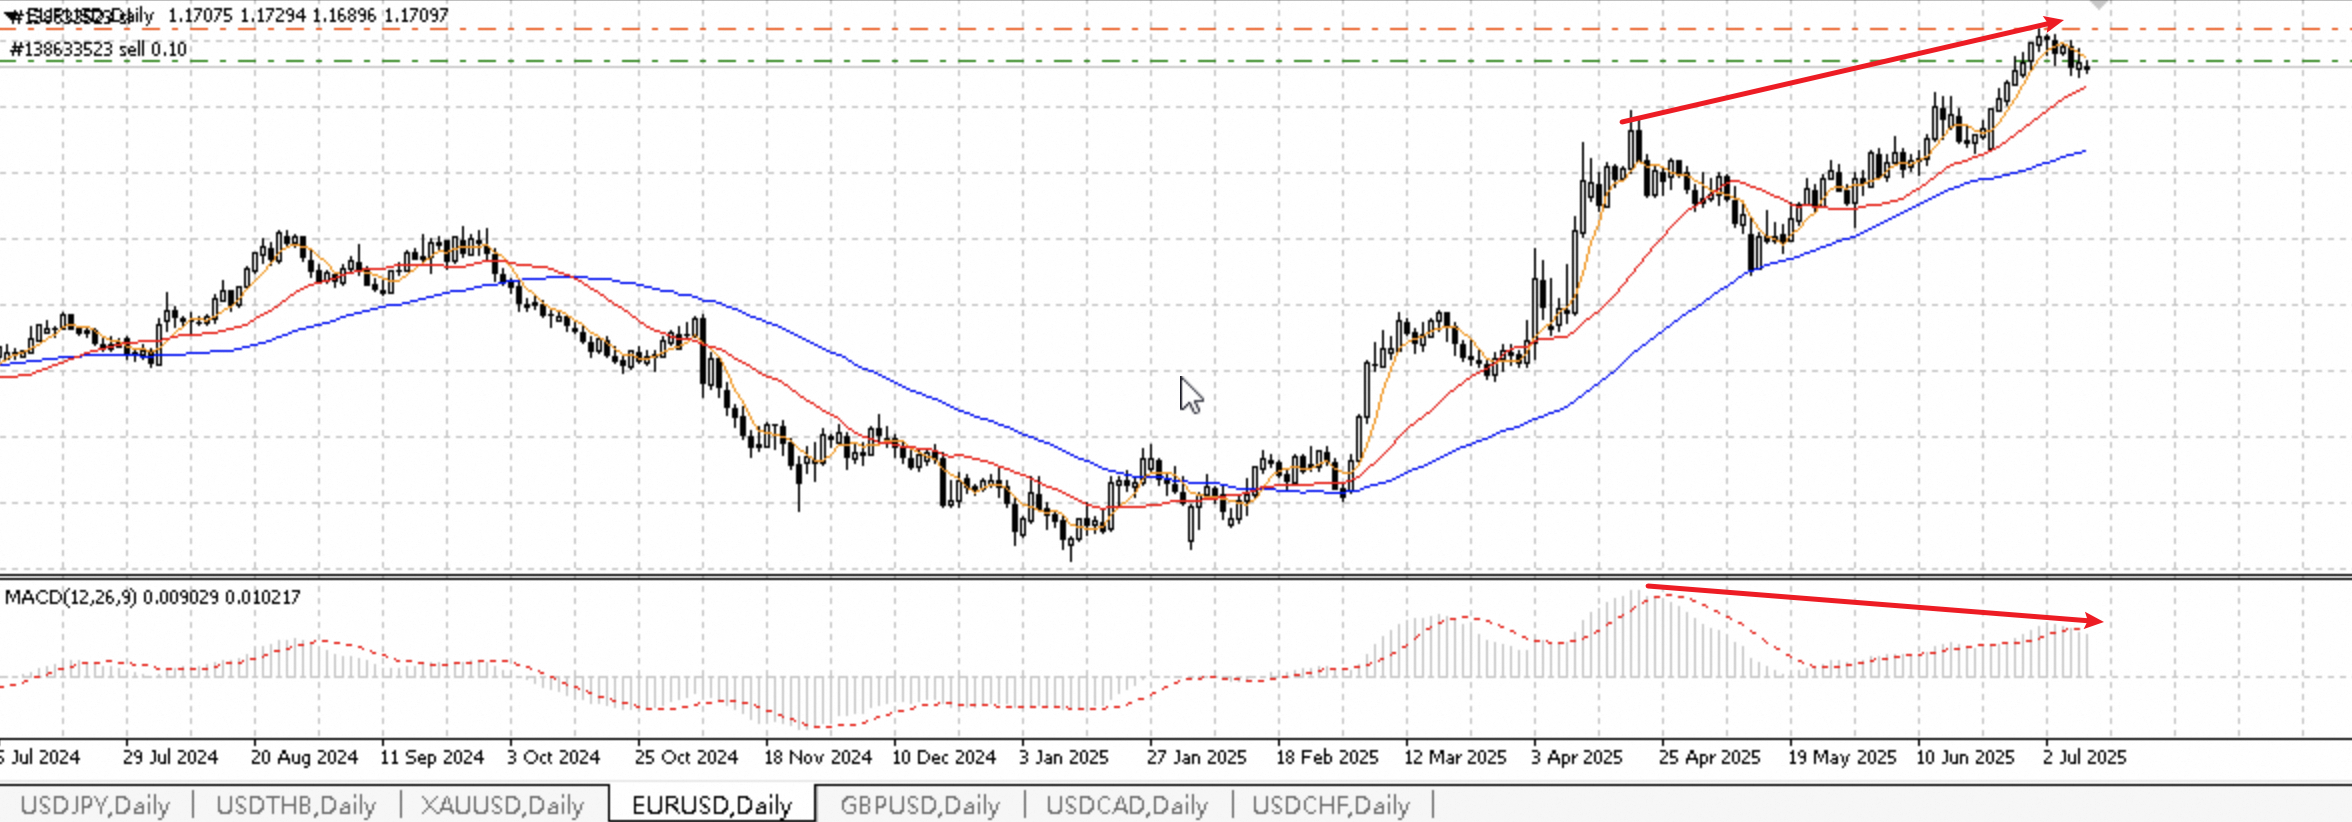 EURUSD,Daily 1.17075 1.17294 1.16896 1.17097
#138633523 sell 0.10
MACD(12,26,9) 0.009029 0.010217
Jul 2024 29 Jul 2024 20 Aug 2024 11 Sep 2024 3 Oct 2024 25 Oct 2024 18 Nov 2024 10 Dec 2024 3 Jan 2025 27 Jan 2025 18 Feb 2025 12 Mar 2025 3 Apr 2025 25 Apr 2025 19 May 2025 10 Jun 2025 2 Jul 2025
USDJPY,Daily | USDTHB,Daily | XAUUSD,Daily | EURUSD,Daily | GBPUSD,Daily | USDCAD,Daily | USDCHF,Daily |